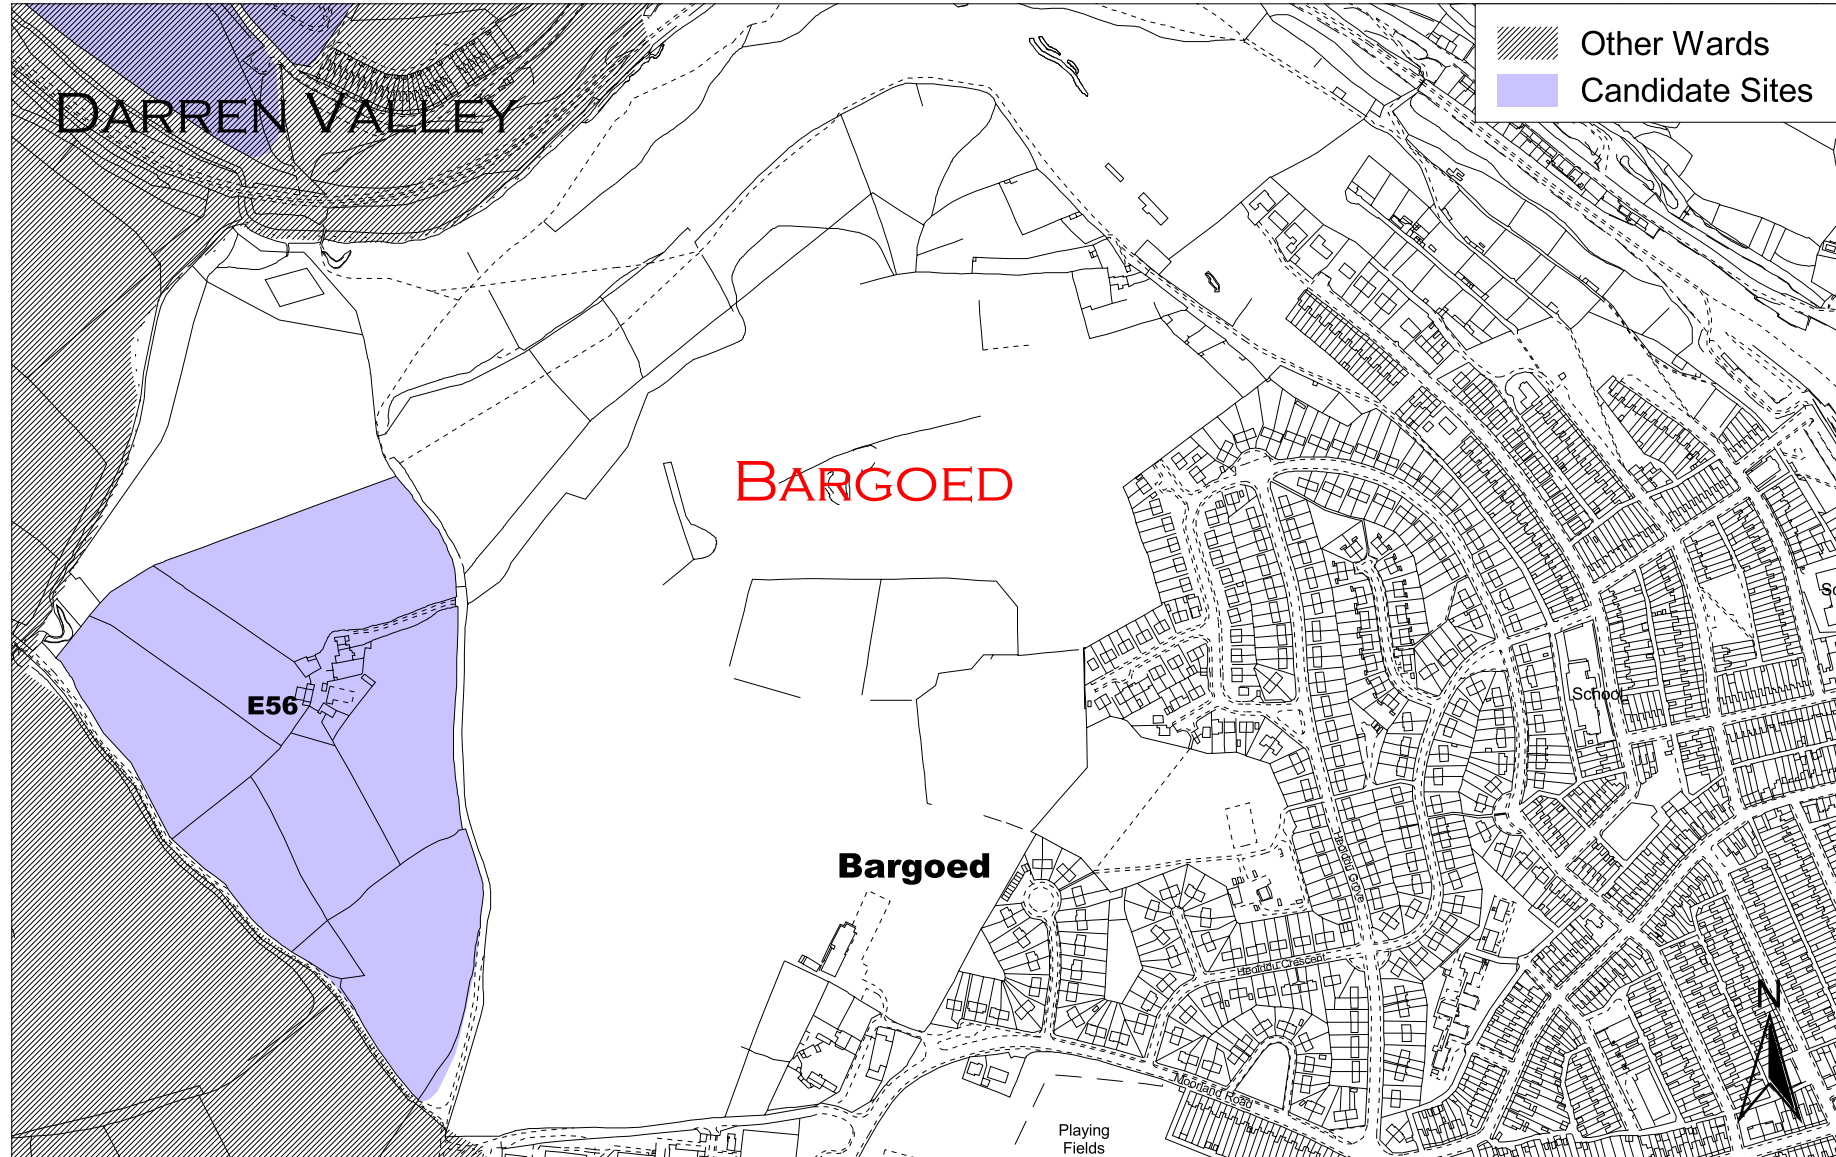 Other Wards
Candidate Sites
DARREN VALLEY
BARGOED
E56
School
Bargoed
Heolddu Grove
Heolddu Crescent
Moorland Road
Playing
Fields
N